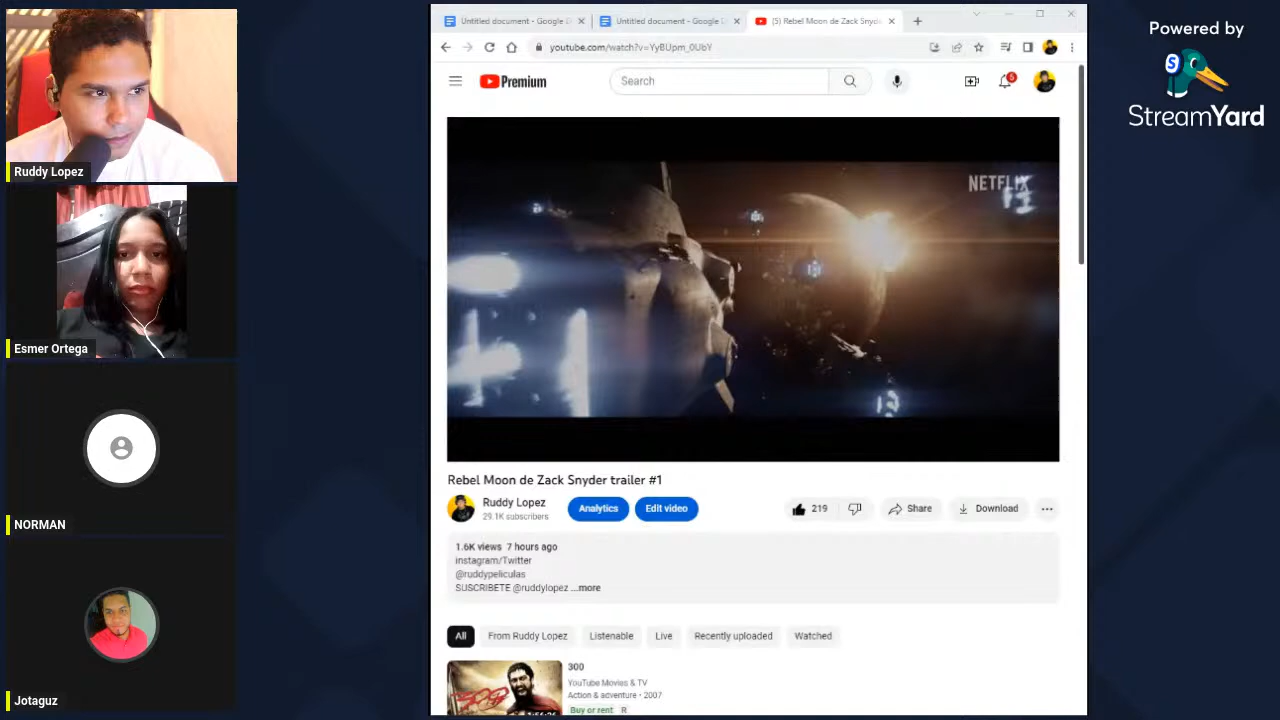 Ruddy Lopez
Esmer Ortega
NORMAN
Jotaguz
Untitled document - Google D
Untitled document - Google D
(5) Rebel Moon de Zack Snyde
youtube.com/watch?v=YyBUpm_0UbY
Premium
Search
5
NETFLIX
Rebel Moon de Zack Snyder trailer #1
Ruddy Lopez
29.1K subscribers
Analytics
Edit video
219
Share
Download
1.6K views 7 hours ago
instagram/Twitter
@ruddypeliculas
SUSCRIBETE @ruddylopez ...more
All
From Ruddy Lopez
Listenable
Live
Recently uploaded
Watched
300
YouTube Movies & TV
Action & adventure • 2007
Buy or rent R
Powered by
S
StreamYard